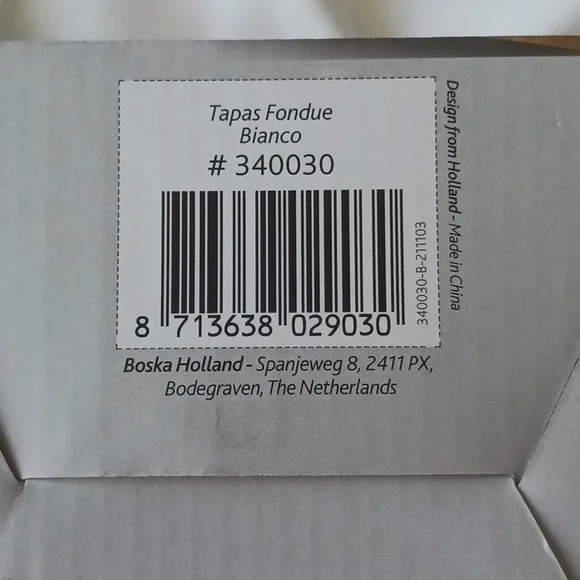 Tapas Fondue
Bianco
# 340030
8 713638 029030
340030-B-211103
Design from Holland - Made in China
Boska Holland - Spanjeweg 8, 2411 PX,
Bodegraven, The Netherlands